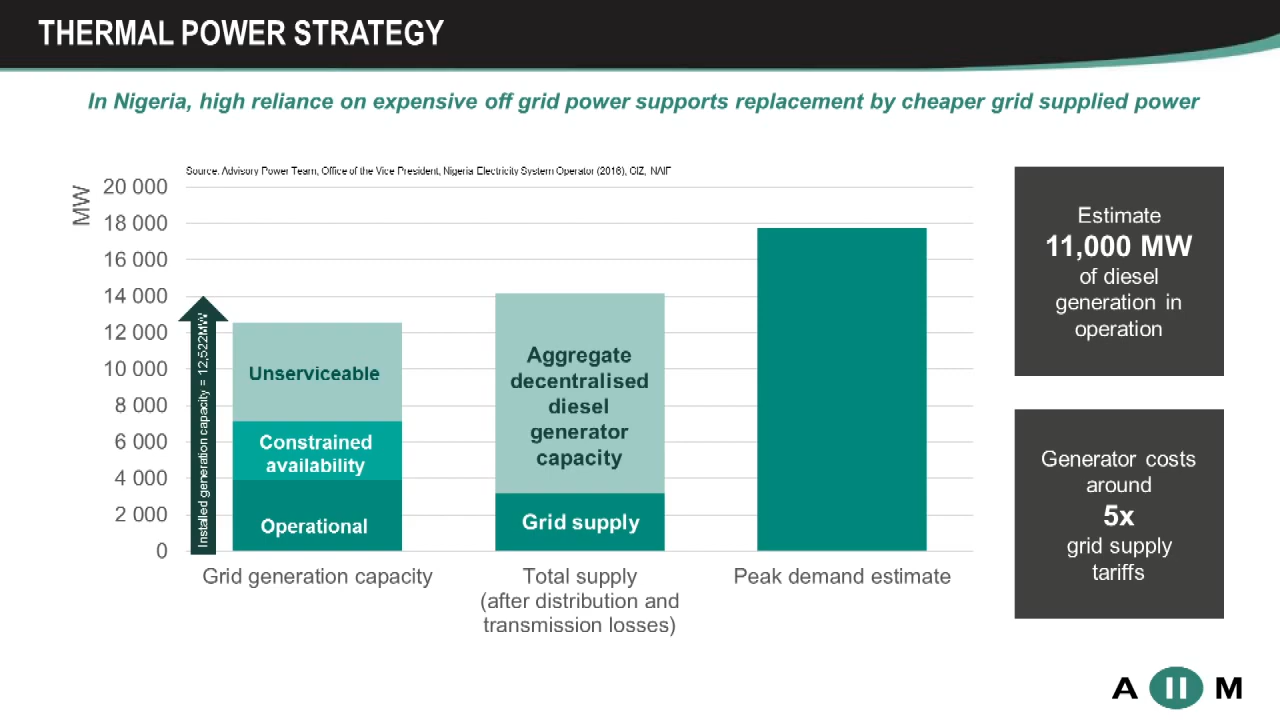 THERMAL POWER STRATEGY
In Nigeria, high reliance on expensive off grid power supports replacement by cheaper grid supplied power
Source: Advisory Power Team, Office of the Vice President, Nigeria Electricity System Operator (2016), GIZ, NAIF
MW
20 000
18 000
16 000
14 000
12 000
10 000
8 000
6 000
4 000
2 000
0
Installed generation capacity = 12,522MW
Unserviceable
Constrained
availability
Operational
Aggregate
decentralised
diesel
generator
capacity
Grid supply
Grid generation capacity
Total supply
(after distribution and
transmission losses)
Peak demand estimate
Estimate
11,000 MW
of diesel
generation in
operation
Generator costs
around
5x
grid supply
tariffs
A II M